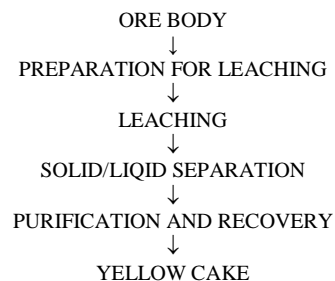 ORE BODY
↓
PREPARATION FOR LEACHING
↓
LEACHING
↓
SOLID/LIQID SEPARATION
↓
PURIFICATION AND RECOVERY
↓
YELLOW CAKE